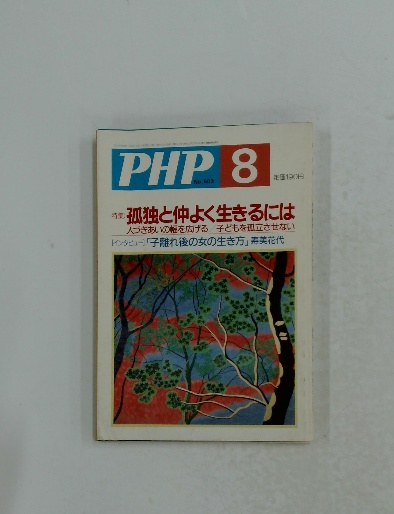 PHP 8
定価190円
特集 孤独と仲よく生きるには
人づきあいの幅を広げる/子どもを孤立させない
[インタビュー]「子離れ後の女の生き方」寿美花代